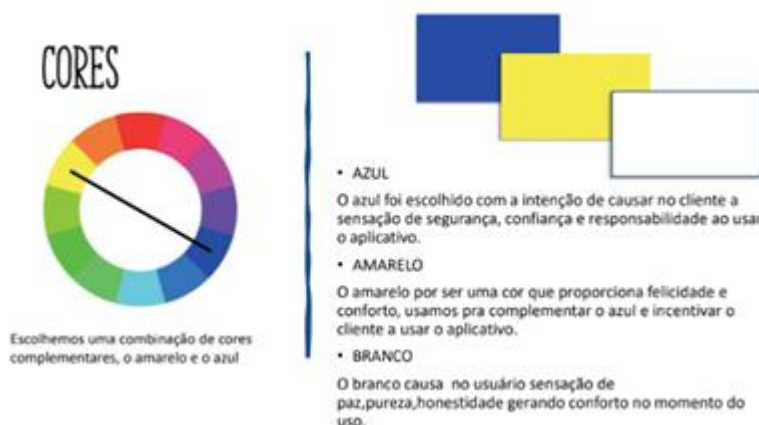 CORES
Escolhemos uma combinação de cores
complementares, o amarelo e o azul
• AZUL
O azul foi escolhido com a intenção de causar no cliente a
sensação de segurança, confiança e responsabilidade ao usar
o aplicativo.
• AMARELO
O amarelo por ser uma cor que proporciona felicidade e
conforto, usamos pra complementar o azul e incentivar o
cliente a usar o aplicativo.
• BRANCO
O branco causa no usuário sensação de
paz,pureza,honestidade gerando conforto no momento do
uso.